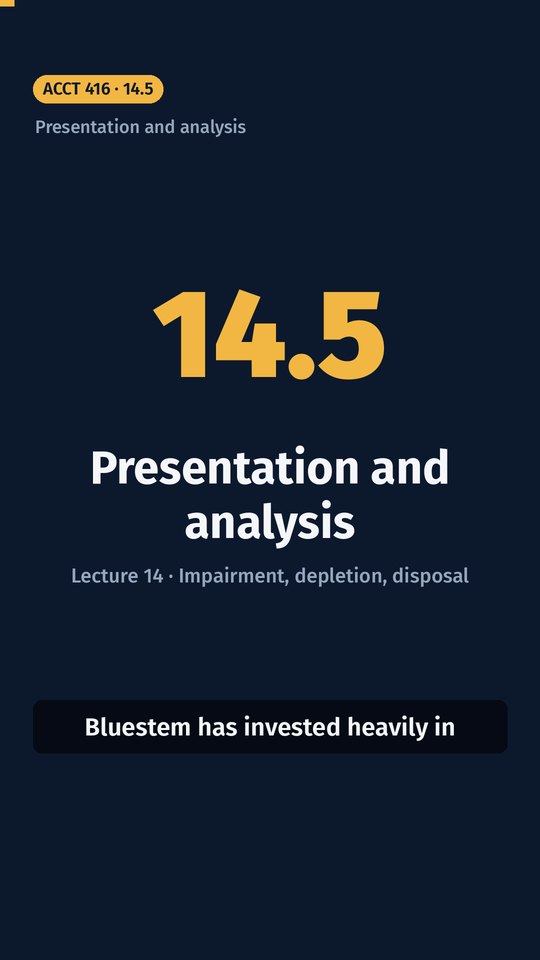 ACCT 416 · 14.5
Presentation and analysis
14.5
Presentation and
analysis
Lecture 14 · Impairment, depletion, disposal
Bluestem has invested heavily in